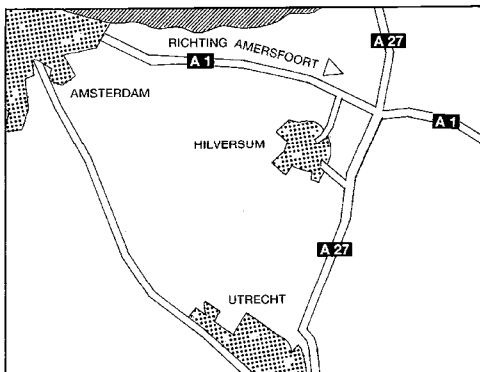 A 27
RICHTING AMERSFOORT
A 1
AMSTERDAM
A 1
HILVERSUM
A 27
UTRECHT